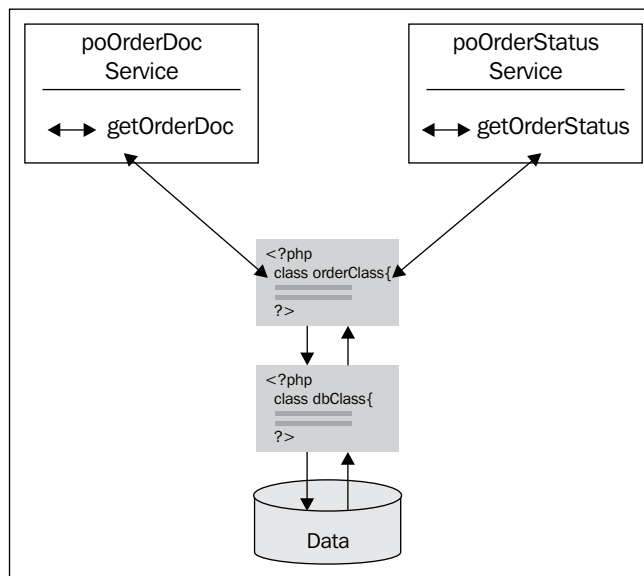 poOrderDoc
Service
getOrderDoc
poOrderStatus
Service
getOrderStatus
<?php
class orderClass{
?>
<?php
class dbClass{
?>
Data